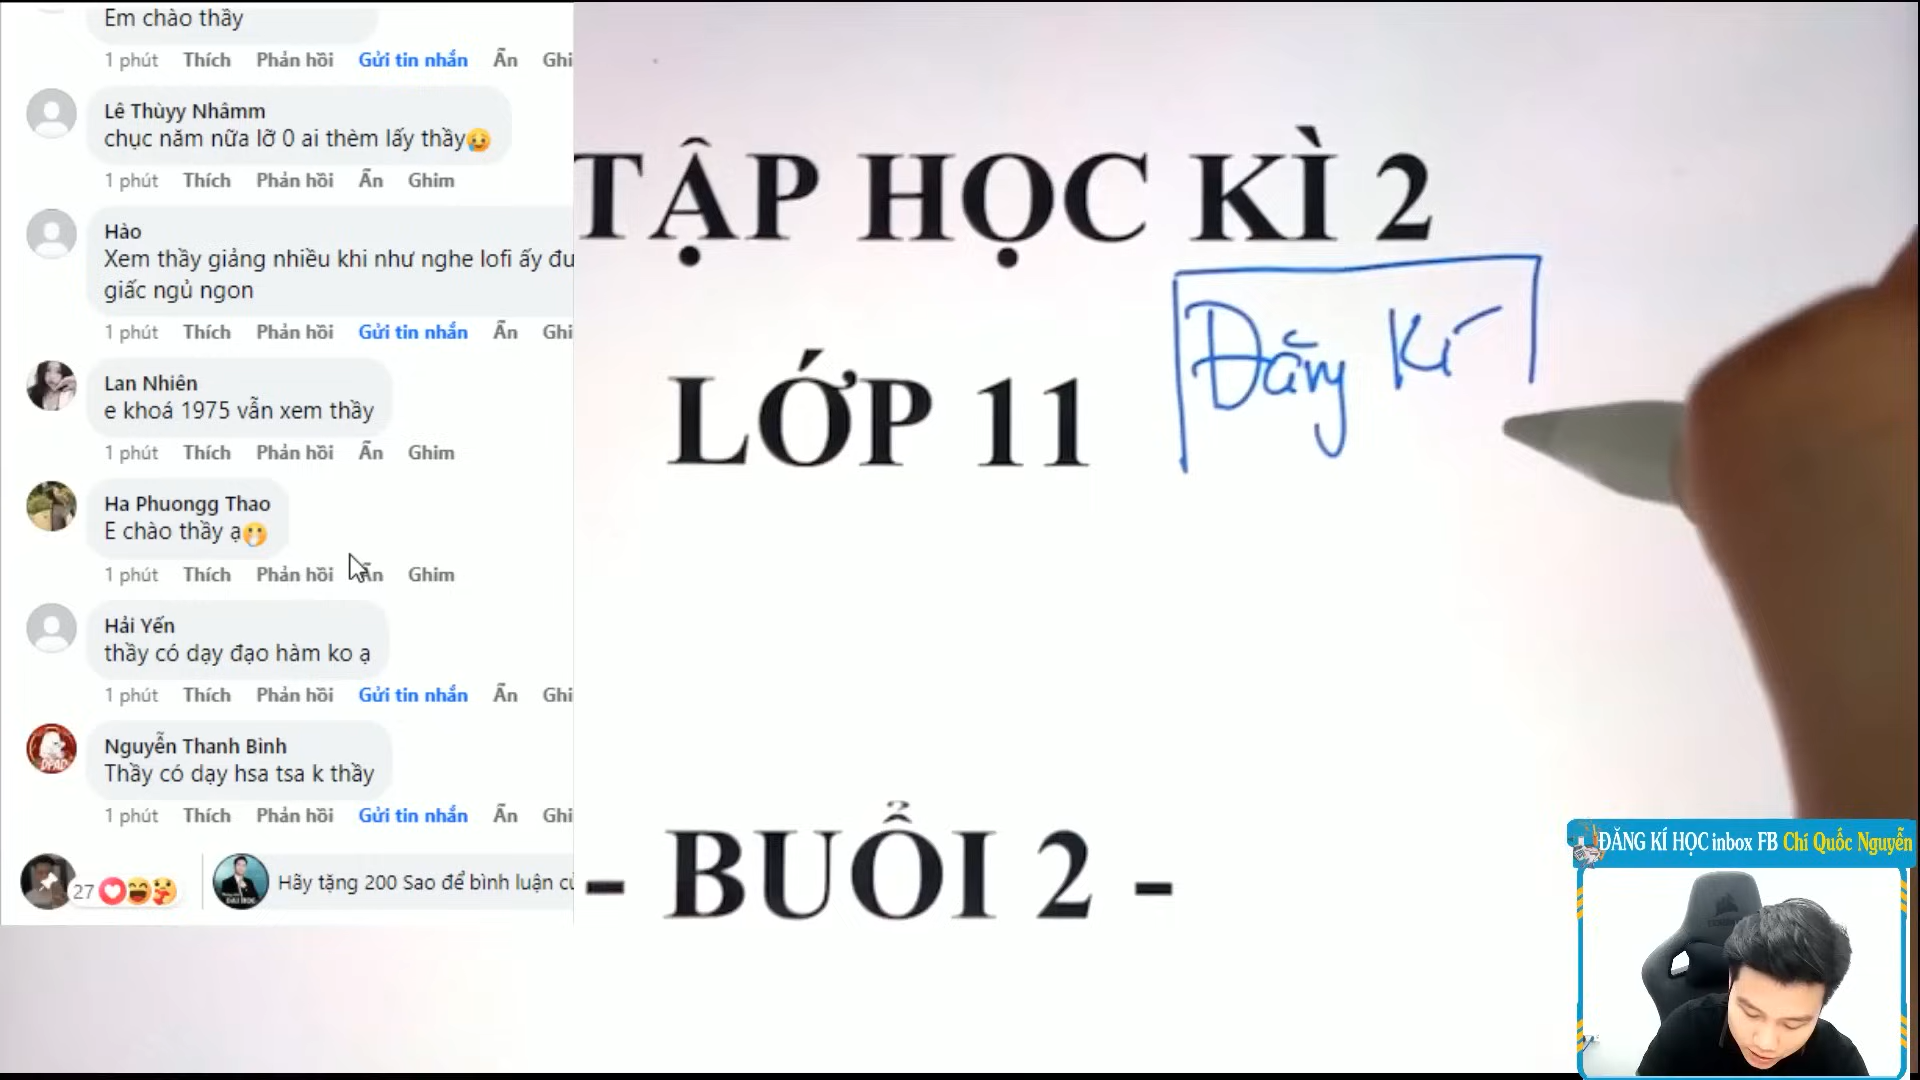 Em chào thầy
1 phút Thích Phản hồi Gửi tin nhắn Ẩn Ghi
Lê Thùyy Nhâmm
chục năm nữa lỡ 0 ai thèm lấy thầy😥
1 phút Thích Phản hồi Ẩn Ghim
Hào
Xem thầy giảng nhiều khi như nghe lofi ấy đu
giấc ngủ ngon
1 phút Thích Phản hồi Gửi tin nhắn Ẩn Ghi
Lan Nhiên
e khoá 1975 vẫn xem thầy
1 phút Thích Phản hồi Ẩn Ghim
Ha Phuongg Thao
E chào thầy ạ🫢
1 phút Thích Phản hồi Ẩn Ghim
Hải Yến
thầy có dạy đạo hàm ko ạ
1 phút Thích Phản hồi Gửi tin nhắn Ẩn Ghi
Nguyễn Thanh Bình
Thầy có dạy hsa tsa k thầy
1 phút Thích Phản hồi Gửi tin nhắn Ẩn Ghi
27
Hãy tặng 200 Sao để bình luận củ
TẬP HỌC KÌ 2
Đăng Kí
LỚP 11
- BUỔI 2 -
ĐĂNG KÍ HỌC inbox FB Chí Quốc Nguyễn